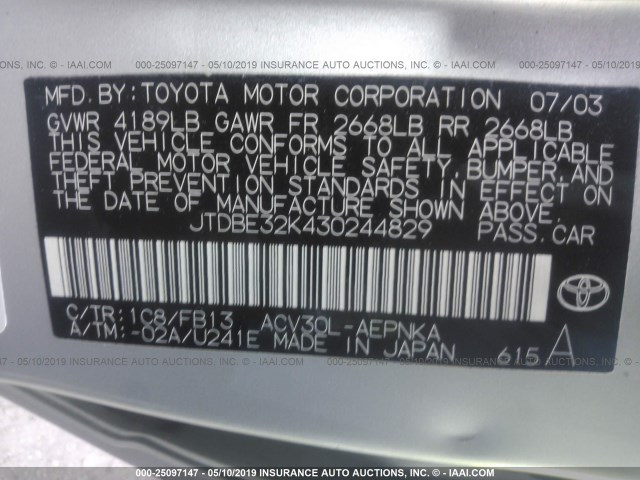 000-25097147 - 05/10/2019 INSURANCE AUTO AUCTIONS, INC. - © IAAI.COM
MFD. BY: TOYOTA MOTOR CORPORATION 07/03
GVWR 4189LB GAWR FR 2668LB RR 2668LB
THIS VEHICLE CONFORMS TO ALL APPLICABLE
FEDERAL MOTOR VEHICLE SAFETY, BUMPER, AND
THEFT PREVENTION STANDARDS IN EFFECT ON
THE DATE OF MANUFACTURE SHOWN ABOVE.
JTDBE32K430244829 PASS. CAR
C/TR: 1C8/FB13 ACV30L-AEPNKA
A/TM: -02A/U241E MADE IN JAPAN 615 A
000-25097147 - 05/10/2019 INSURANCE AUTO AUCTIONS, INC. - © IAAI.COM